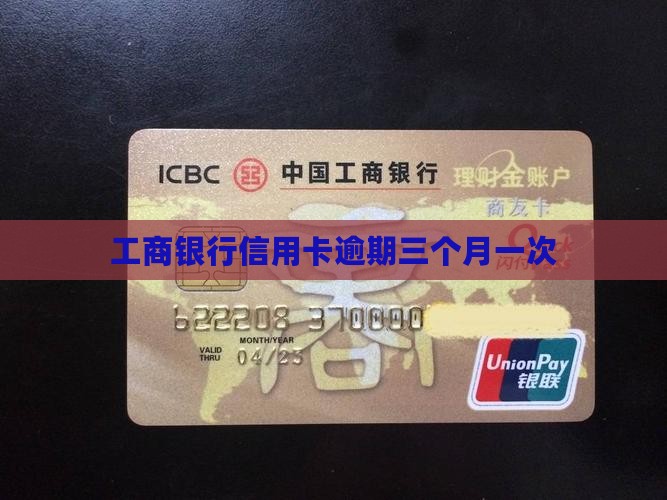 ICBC 中国工商银行 理财金账户
商友卡
工商银行信用卡逾期三个月一次
闪付
622208 370000
MONTH/YEAR
VALID THRU 04/23
UnionPay
银联